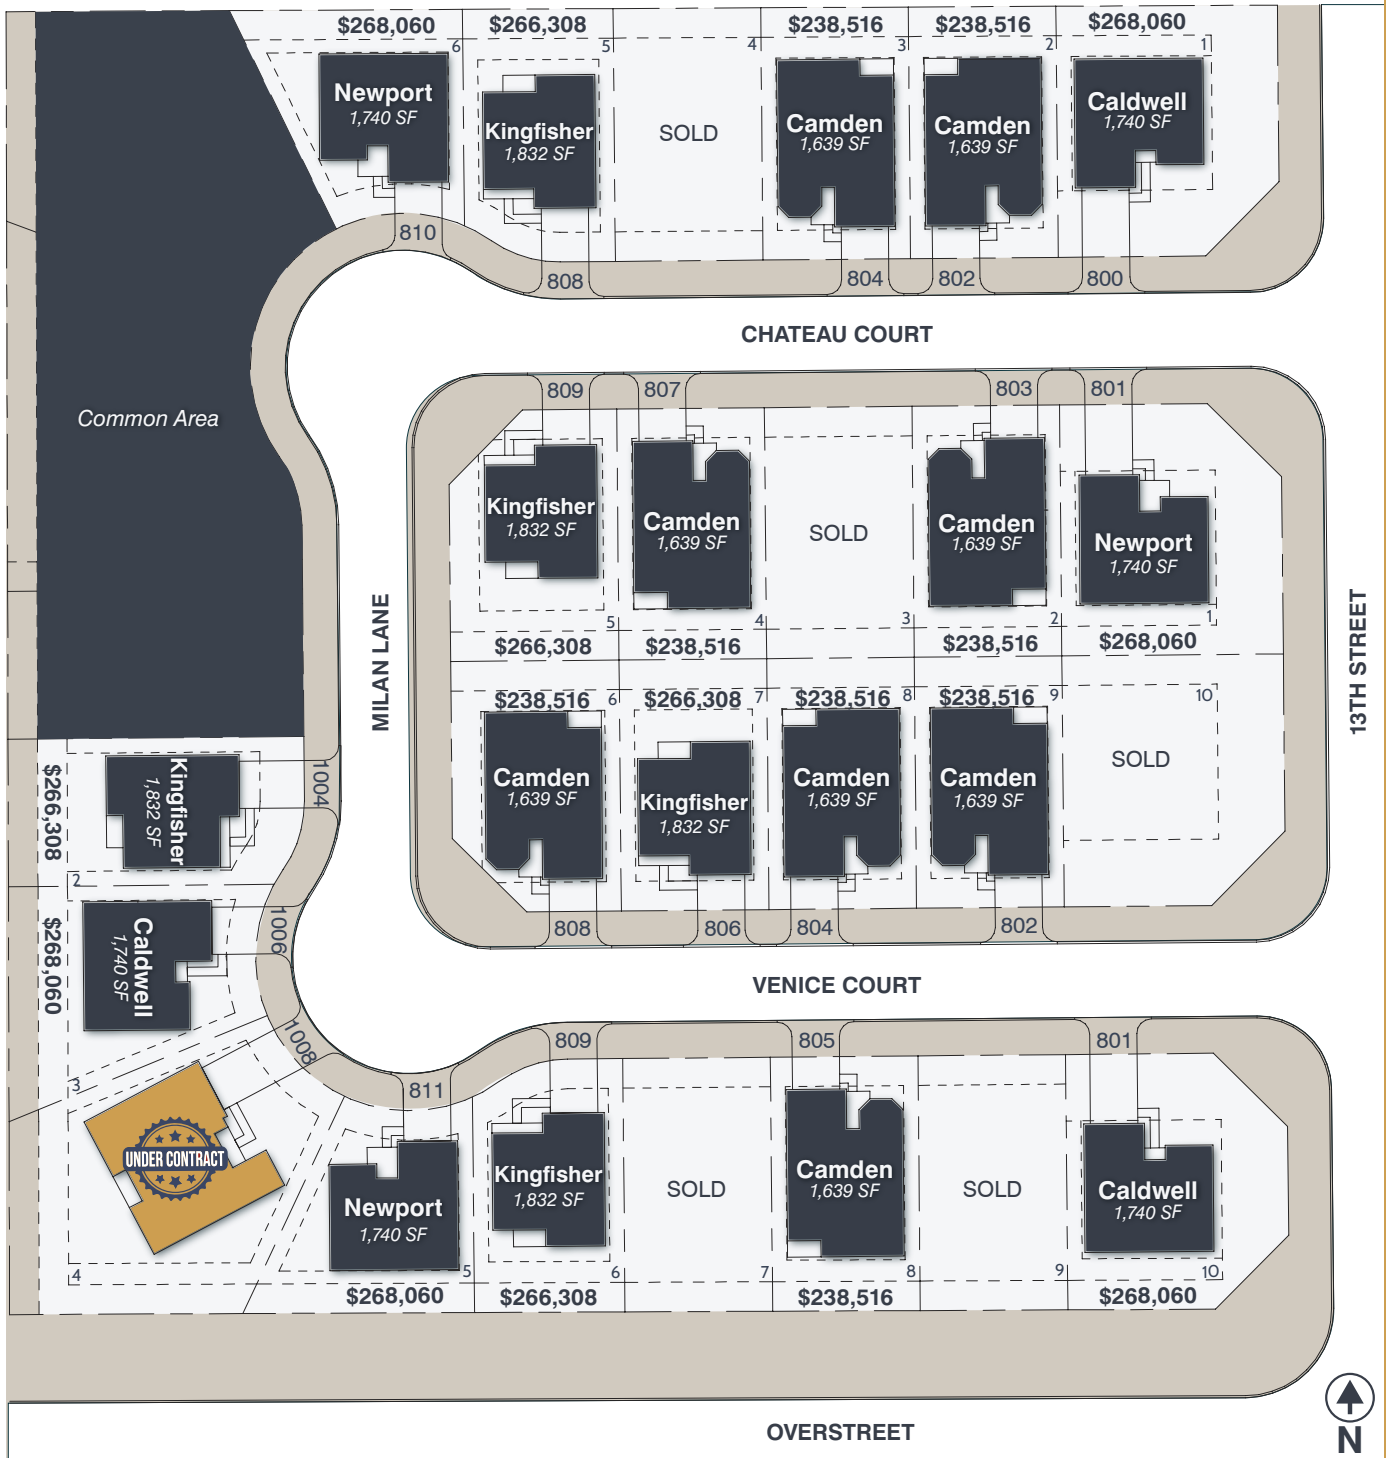 $268,060
$266,308
$238,516
$238,516
$268,060
6
5
4
3
2
1
Newport
1,740 SF
Kingfisher
1,832 SF
SOLD
Camden
1,639 SF
Camden
1,639 SF
Caldwell
1,740 SF
810
808
804
802
800
CHATEAU COURT
Common Area
809
807
803
801
Kingfisher
1,832 SF
Camden
1,639 SF
SOLD
Camden
1,639 SF
Newport
1,740 SF
5
4
3
2
1
$266,308
$238,516
$238,516
$268,060
MILAN LANE
13TH STREET
$238,516
6
$266,308
7
$238,516
8
$238,516
9
10
Camden
1,639 SF
Kingfisher
1,832 SF
Camden
1,639 SF
Camden
1,639 SF
SOLD
808
806
804
802
VENICE COURT
$266,308
Kingfisher
1,832 SF
1004
2
$268,060
Caldwell
1,740 SF
1006
3
1008
UNDER CONTRACT
4
811
809
805
801
Newport
1,740 SF
Kingfisher
1,832 SF
SOLD
Camden
1,639 SF
SOLD
Caldwell
1,740 SF
5
6
7
8
9
10
$268,060
$266,308
$238,516
$268,060
OVERSTREET
N